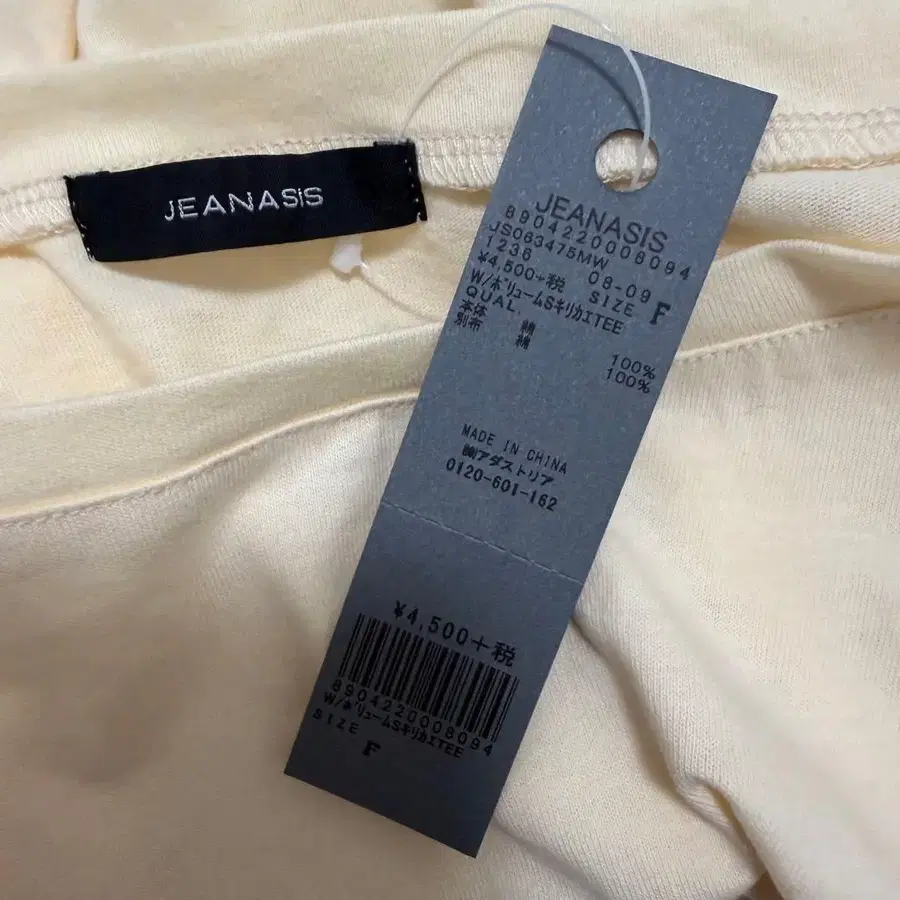 JEANASIS
JEANASIS
8904220008094
JS063475MW
1236 08-09
¥4,500+税 SIZE F
W/ボリュームSキリカエTEE
QUAL.
本体 綿 100%
別布 綿 100%
MADE IN CHINA
㈱アダストリア
0120-601-162
¥4,500+税
8904220008094
W/ボリュームSキリカエTEE
SIZE F